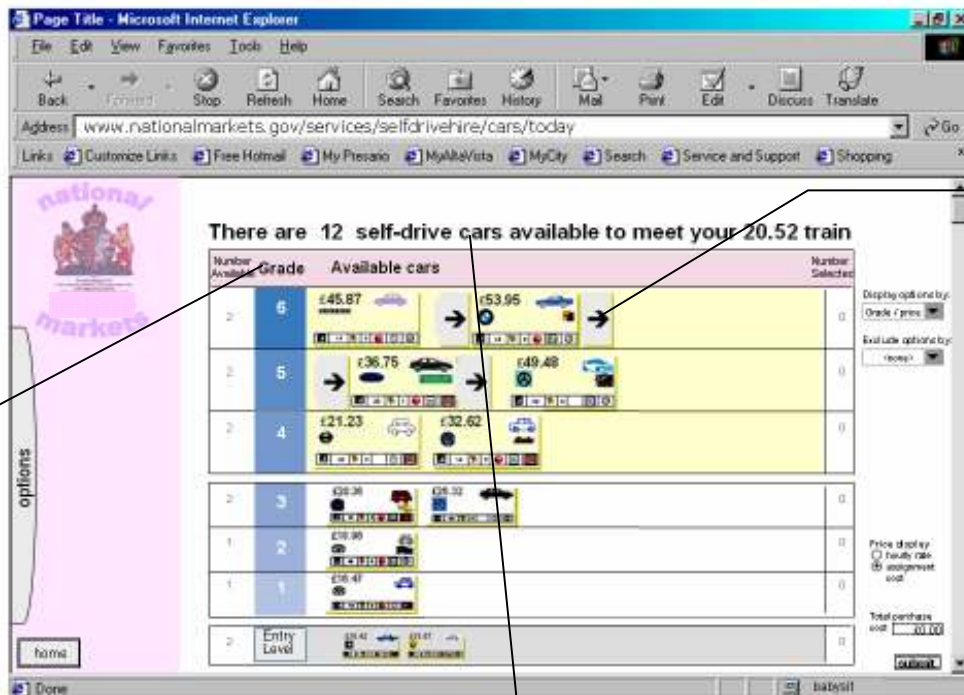 Page Title - Microsoft Internet Explorer
File Edit View Favorites Tools Help
Back Forward Stop Refresh Home Search Favorites History Mail Print Edit Discuss Translate
Address www.nationalmarkets.gov/services/selfdrivehire/cars/today Go
Links Customize Links Free Hotmail My Presario MyAltaVista MyCity Search Service and Support Shopping
national
markets
options
home
There are 12 self-drive cars available to meet your 20.52 train
Number Available Grade Available cars Number Selected
2 6 £45.87 £53.95 0
2 5 £36.75 £49.48 0
2 4 £21.23 £32.62 0
2 3 0
1 2 0
1 1 0
2 Entry Level 0
Display options by:
Grade / price
Exclude options by:
(none)
Price display
hourly rate
assignment cost
Total purchase cost £0.00
submit
Done
babysit